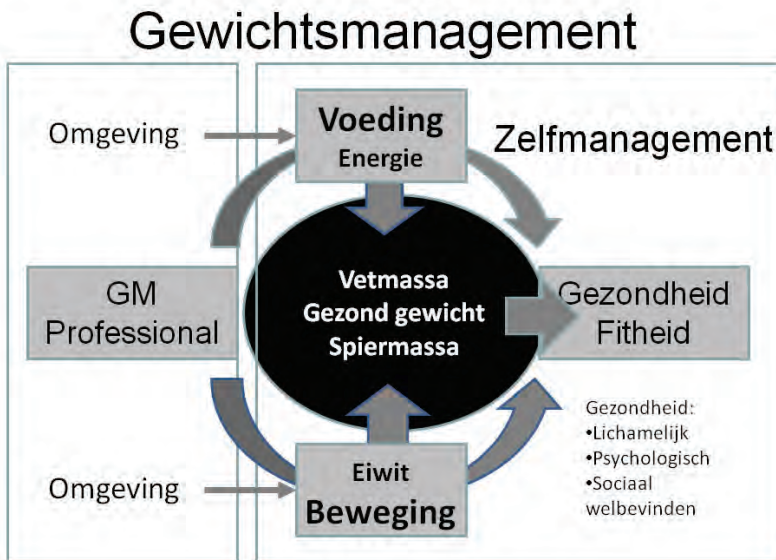 Gewichtsmanagement
Omgeving
Voeding
Energie
Zelfmanagement
GM
Professional
Vetmassa
Gezond gewicht
Spiermassa
Gezondheid
Fitheid
Gezondheid:
•Lichamelijk
•Psychologisch
•Sociaal
welbevinden
Omgeving
Eiwit
Beweging